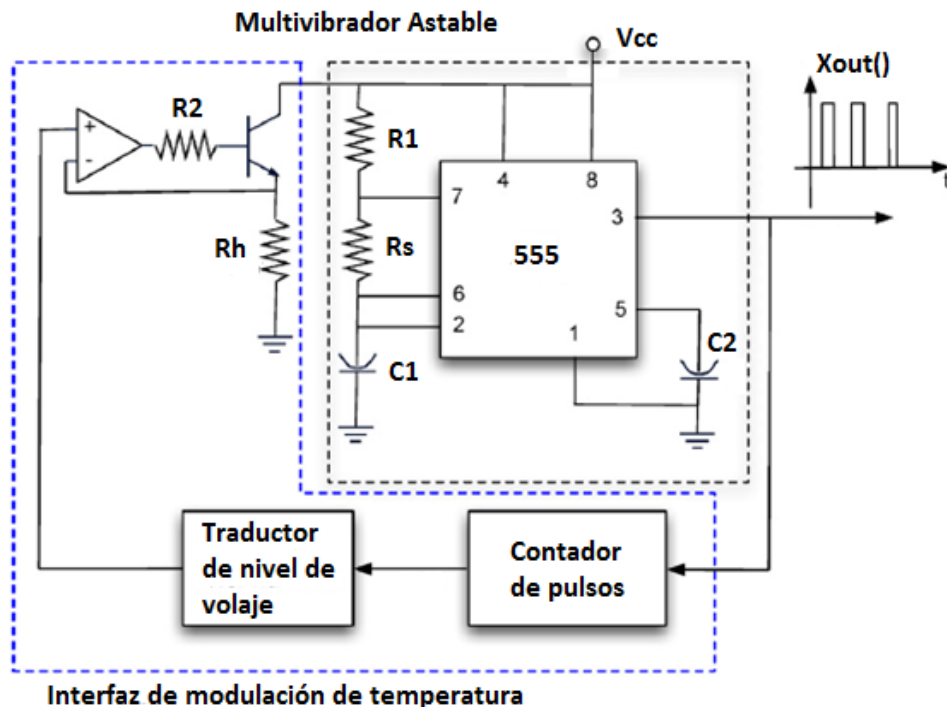 Multivibrador Astable
Vcc
Xout()
R2
+
-
R1
4
8
7
3
t
Rh
Rs
555
6
5
2
1
C2
C1
Traductor
de nivel de
volaje
Contador
de pulsos
Interfaz de modulación de temperatura